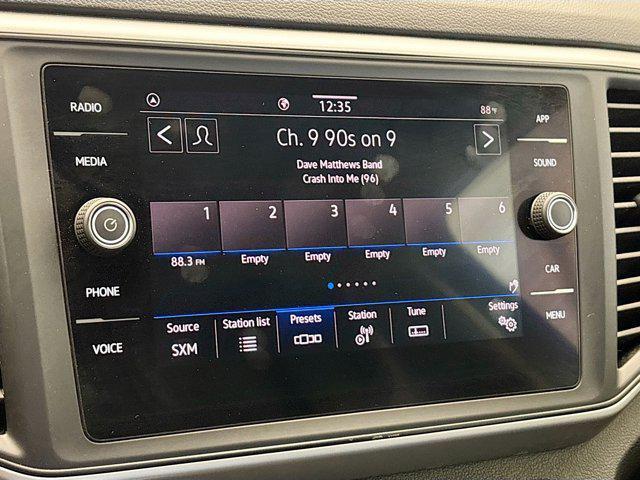 RADIO
MEDIA
PHONE
VOICE
12:35
88°F
Ch. 9 90s on 9
Dave Matthews Band
Crash Into Me (96)
1 2 3 4 5 6
88.3 FM Empty Empty Empty Empty Empty
Source Station list Presets Station Tune Settings
SXM
APP
SOUND
CAR
MENU